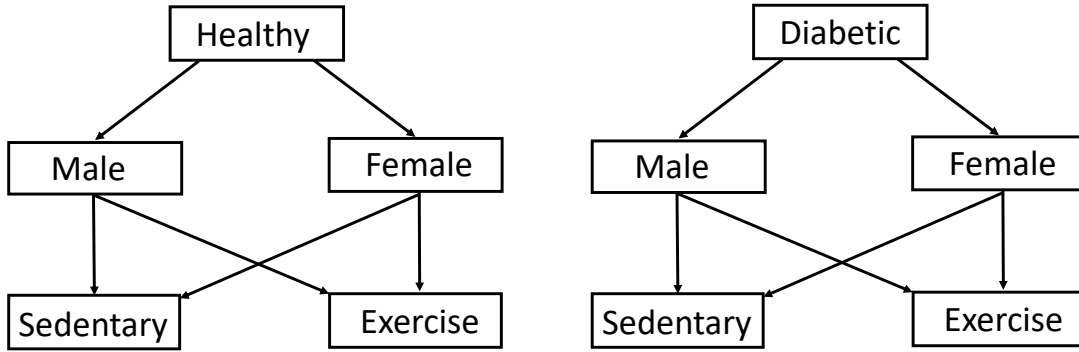 Healthy
Male
Female
Sedentary
Exercise
Diabetic
Male
Female
Sedentary
Exercise